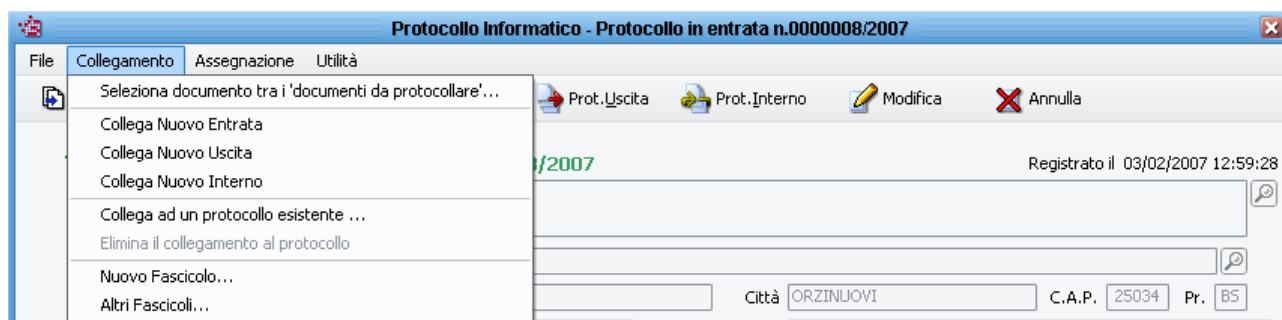 Protocollo Informatico - Protocollo in entrata n.0000008/2007
File Collegamento Assegnazione Utilità
Seleziona documento tra i 'documenti da protocollare'...
Prot.Uscita Prot.Interno Modifica Annulla
Collega Nuovo Entrata
Collega Nuovo Uscita
/2007 Registrato il 03/02/2007 12:59:28
Collega Nuovo Interno
Collega ad un protocollo esistente ...
Elimina il collegamento al protocollo
Nuovo Fascicolo...
Altri Fascicoli...
Città ORZINUOVI C.A.P. 25034 Pr. BS